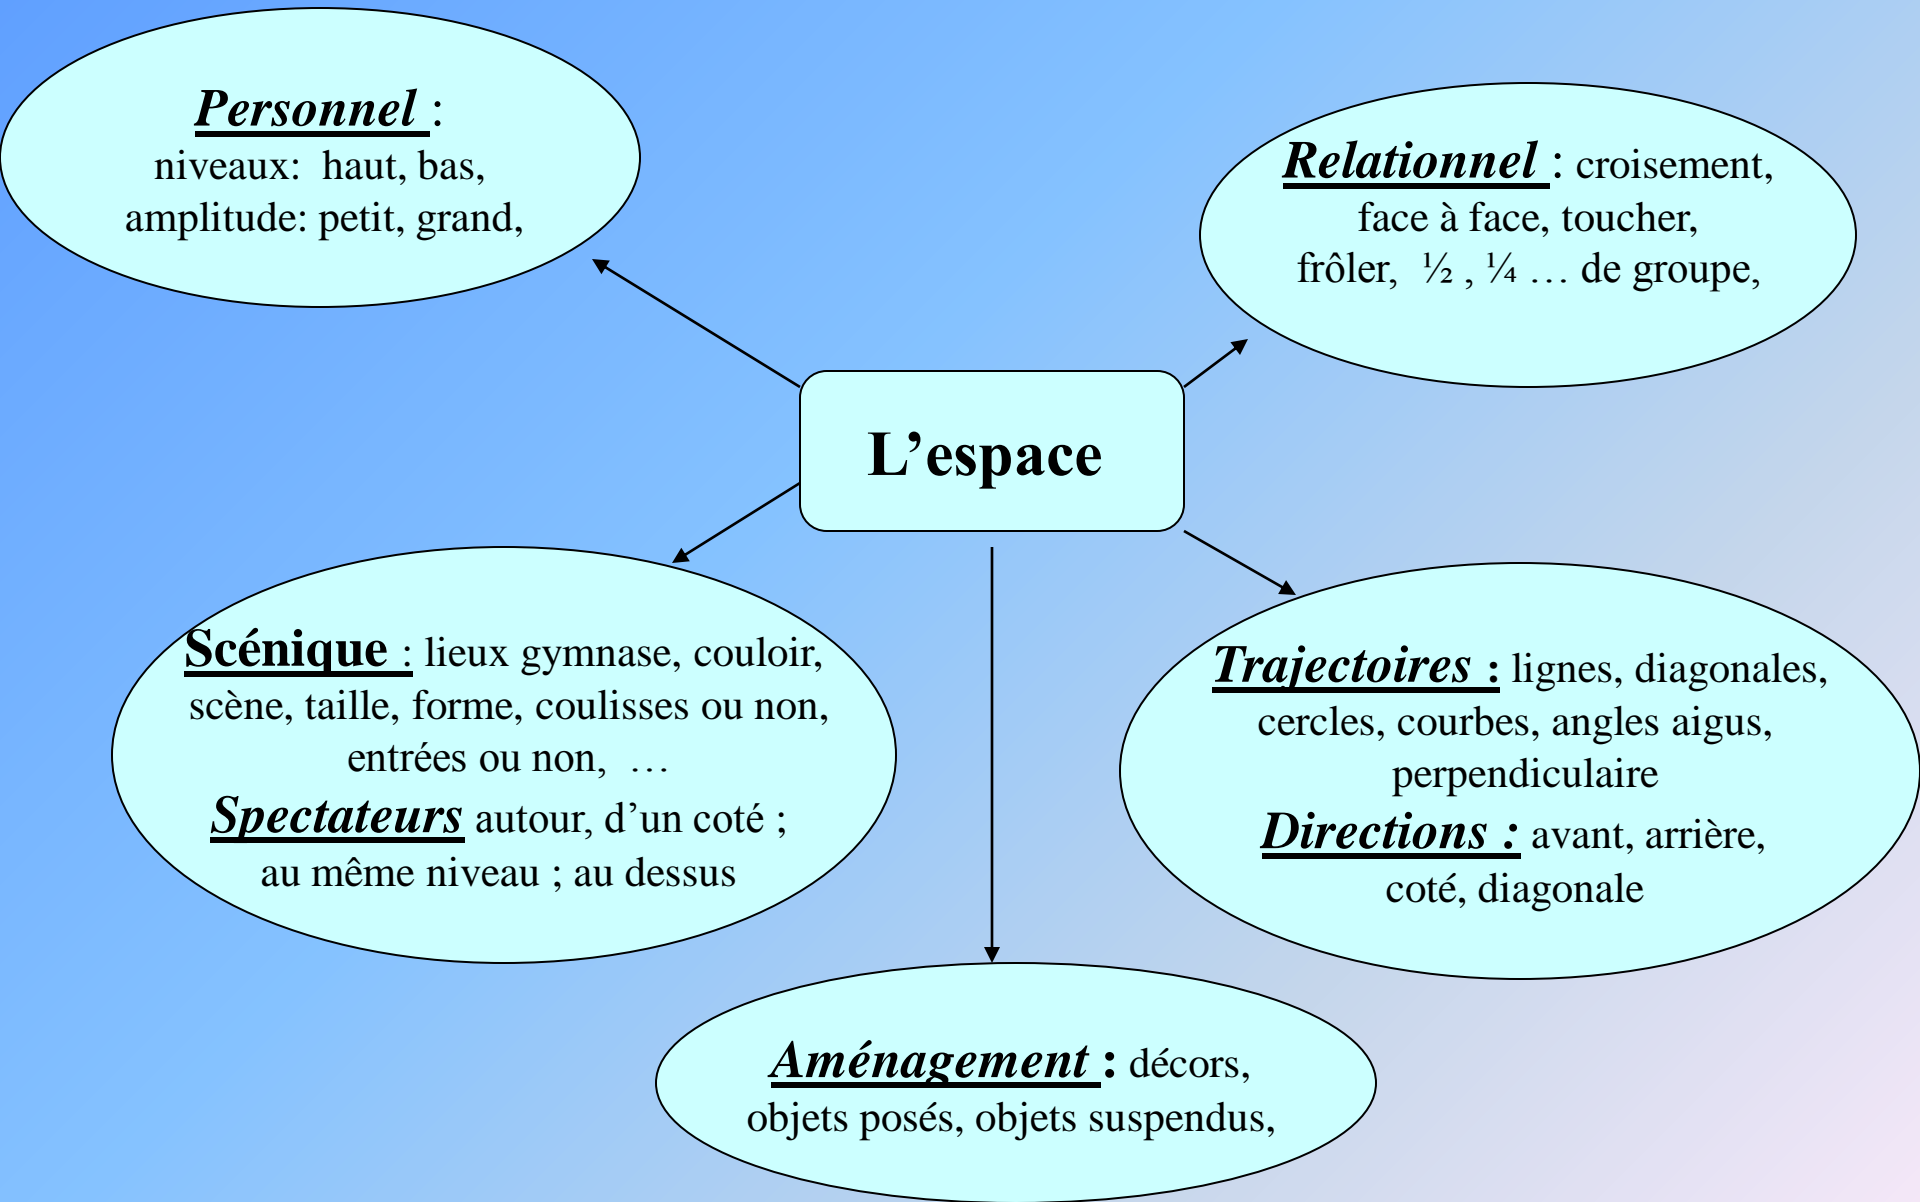 Personnel :
niveaux:  haut, bas,
amplitude: petit, grand,
Relationnel : croisement,
face à face, toucher,
frôler,  ½ , ¼ … de groupe,
L’espace
Scénique : lieux gymnase, couloir,
scène, taille, forme, coulisses ou non,
entrées ou non,  …
Spectateurs autour, d’un coté ;
au même niveau ; au dessus
Trajectoires : lignes, diagonales,
cercles, courbes, angles aigus,
perpendiculaire
Directions : avant, arrière,
coté, diagonale
Aménagement : décors,
objets posés, objets suspendus,